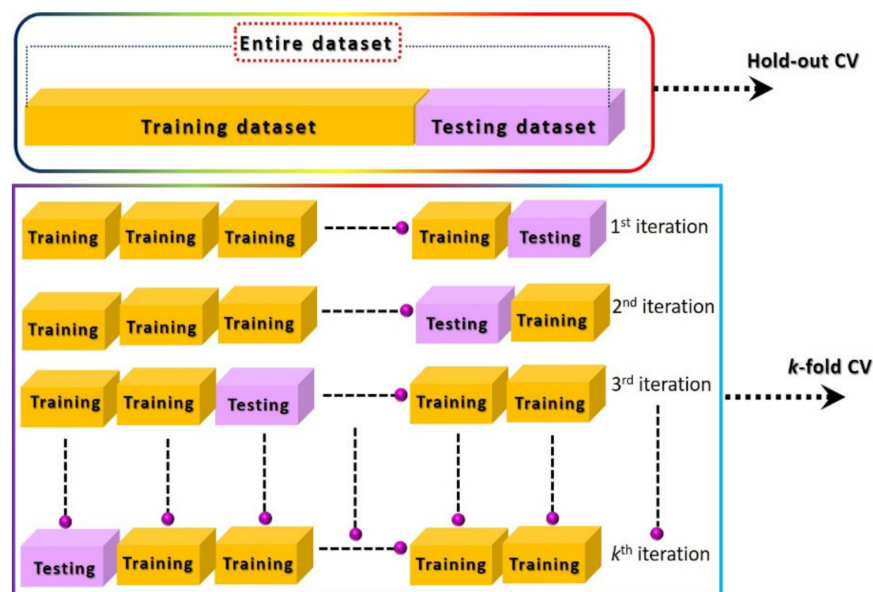 Entire dataset
Hold-out CV
Training dataset Testing dataset
Training Training Training Training Testing 1st iteration
Training Training Training Testing Training 2nd iteration
Training Training Testing Training Training 3rd iteration
k-fold CV
Testing Training Training Training Training kth iteration